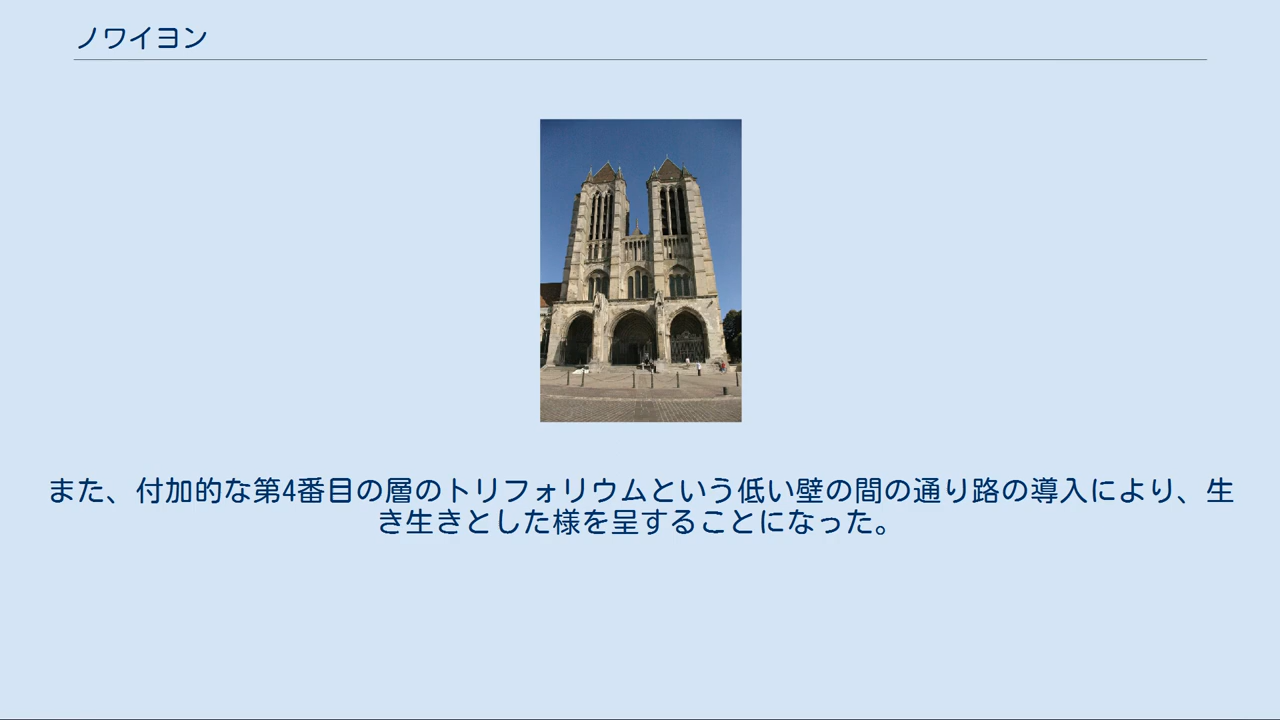 ノワイヨン
また、付加的な第4番目の層のトリフォリウムという低い壁の間の通り路の導入により、生
き生きとした様を呈することになった。